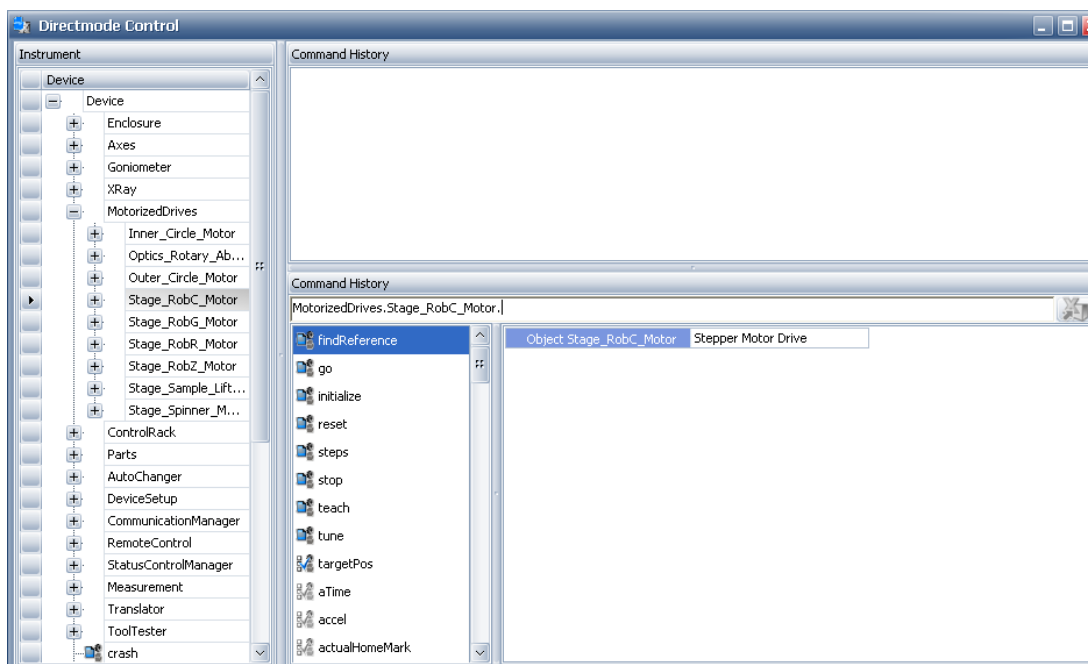 Directmode Control
Instrument
Device
Device
Enclosure
Axes
Goniometer
XRay
MotorizedDrives
Inner_Circle_Motor
Optics_Rotary_Ab...
Outer_Circle_Motor
Stage_RobC_Motor
Stage_RobG_Motor
Stage_RobR_Motor
Stage_RobZ_Motor
Stage_Sample_Lift...
Stage_Spinner_M...
ControlRack
Parts
AutoChanger
DeviceSetup
CommunicationManager
RemoteControl
StatusControlManager
Measurement
Translator
ToolTester
crash
Command History
Command History
MotorizedDrives.Stage_RobC_Motor.
findReference
go
initialize
reset
steps
stop
teach
tune
targetPos
aTime
accel
actualHomeMark
Object Stage_RobC_Motor Stepper Motor Drive